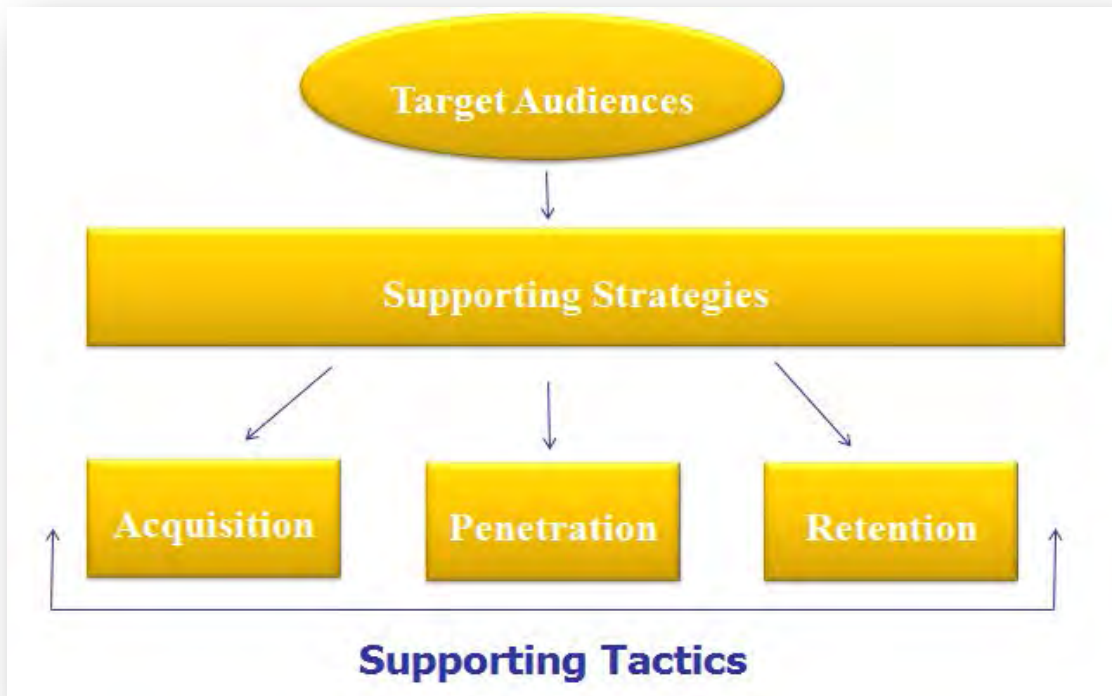 Target Audiences
Supporting Strategies
Acquisition
Penetration
Retention
Supporting Tactics